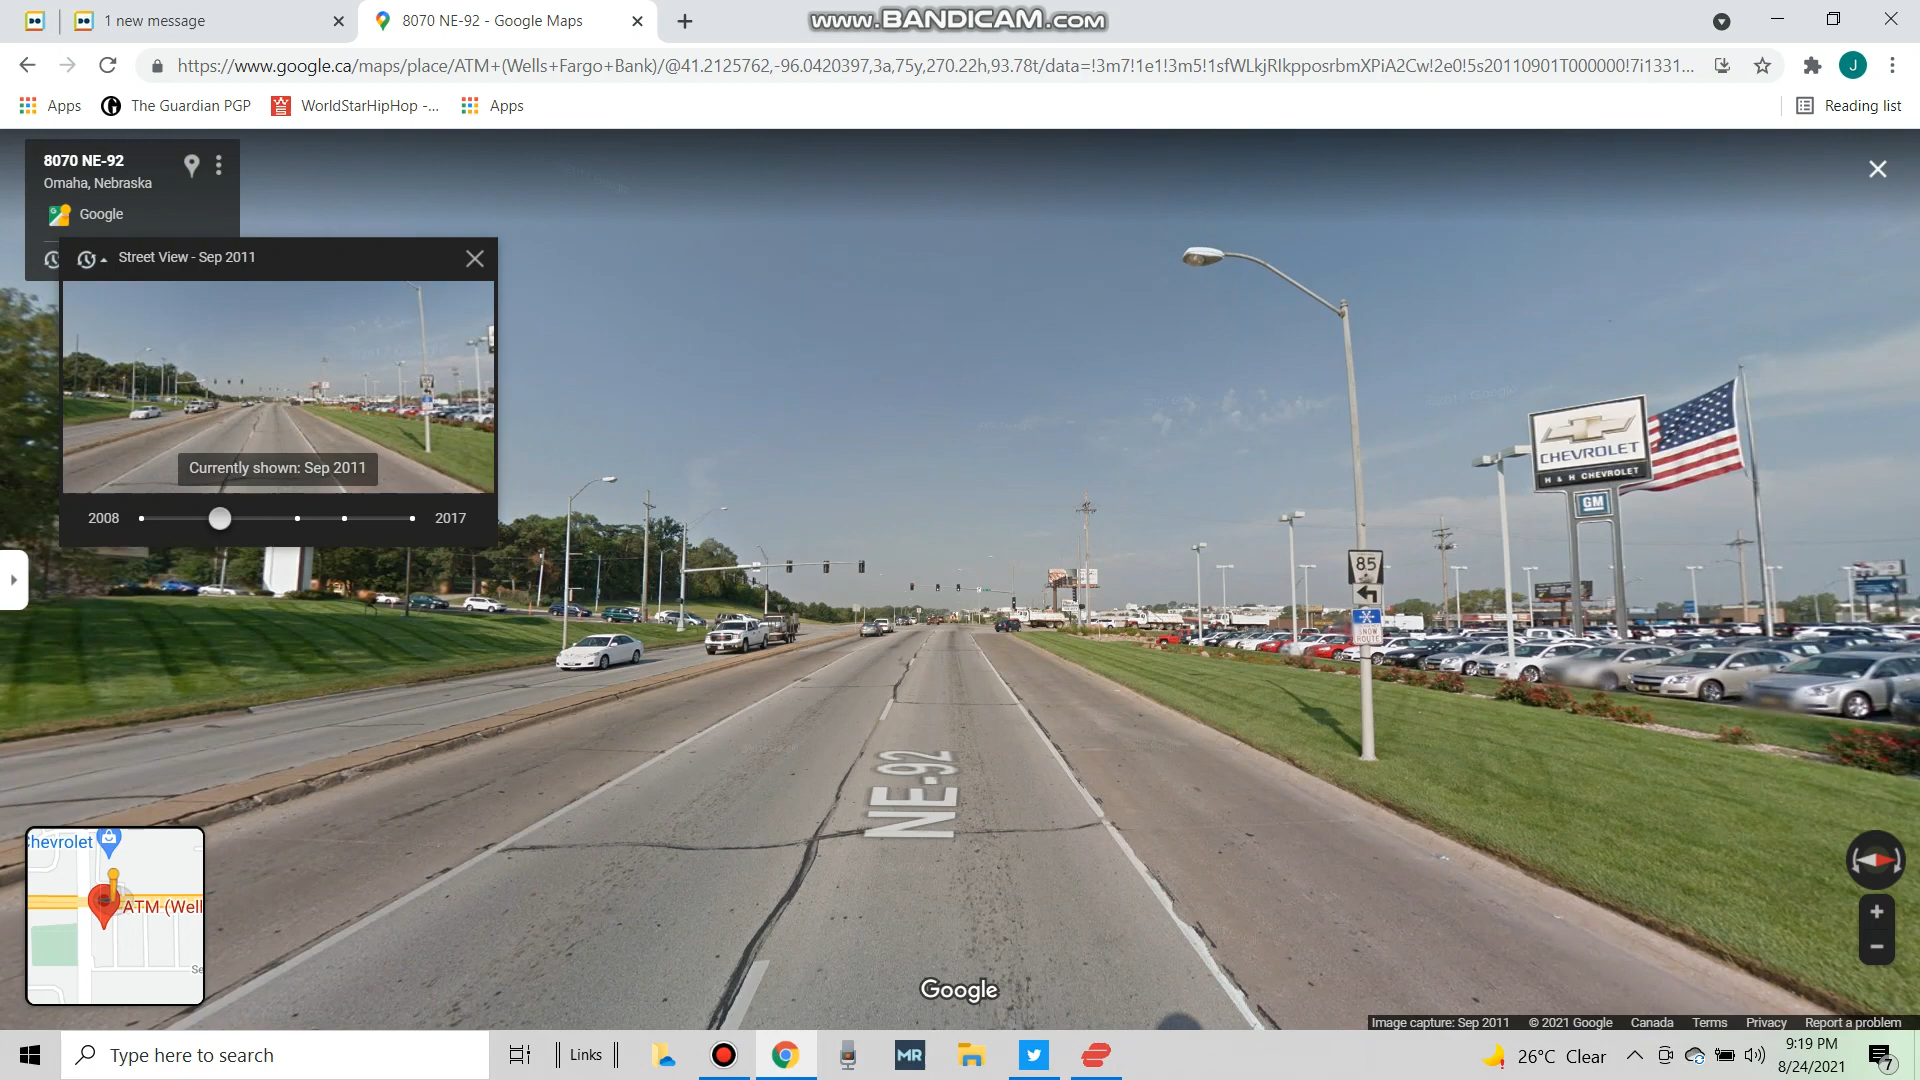 1 new message
8070 NE-92 - Google Maps
www.BANDICAM.com
https://www.google.ca/maps/place/ATM+(Wells+Fargo+Bank)/@41.2125762,-96.0420397,3a,75y,270.22h,93.78t/data=!3m7!1e1!3m5!1sfWLkjRlkpposrbmXPiA2Cw!2e0!5s20110901T000000!7i1331...
J
Apps
The Guardian PGP
WorldStarHipHop -...
Apps
Reading list
8070 NE-92
Omaha, Nebraska
Google
Street View - Sep 2011
Currently shown: Sep 2011
2008
2017
CHEVROLET
H & H CHEVROLET
GM
85
SNOW
ROUTE
NE-92
Chevrolet
ATM (Well
Se
Google
Image capture: Sep 2011
© 2021 Google
Canada
Terms
Privacy
Report a problem
Type here to search
Links
MR
26°C Clear
9:19 PM
8/24/2021
7